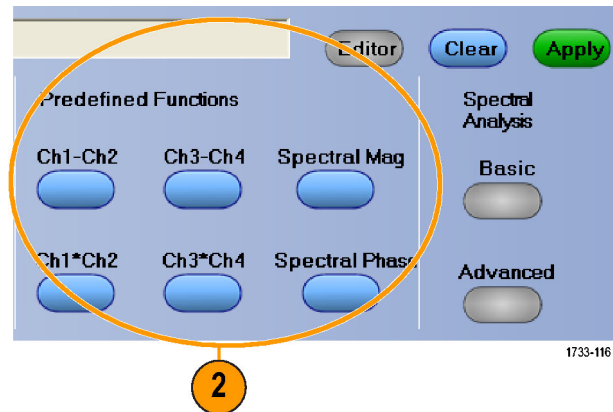 Editor Clear Apply
Predefined Functions
Spectral
Analysis
Ch1-Ch2 Ch3-Ch4 Spectral Mag
Basic
Ch1*Ch2 Ch3*Ch4 Spectral Phase
Advanced
1733-116
2